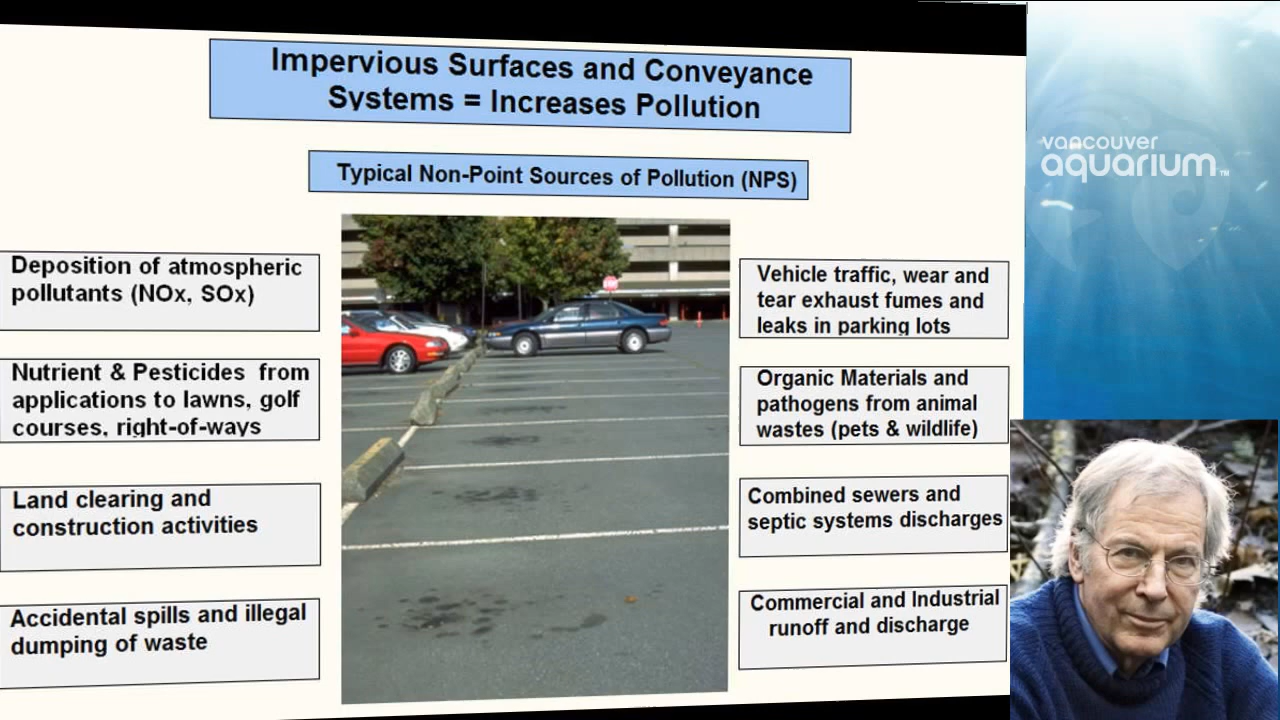 Impervious Surfaces and Conveyance
Systems = Increases Pollution
Typical Non-Point Sources of Pollution (NPS)
Deposition of atmospheric
pollutants (NOx, SOx)
Nutrient & Pesticides from
applications to lawns, golf
courses, right-of-ways
Land clearing and
construction activities
Accidental spills and illegal
dumping of waste
Vehicle traffic, wear and
tear exhaust fumes and
leaks in parking lots
Organic Materials and
pathogens from animal
wastes (pets & wildlife)
Combined sewers and
septic systems discharges
Commercial and Industrial
runoff and discharge
vancouver
aquarium™